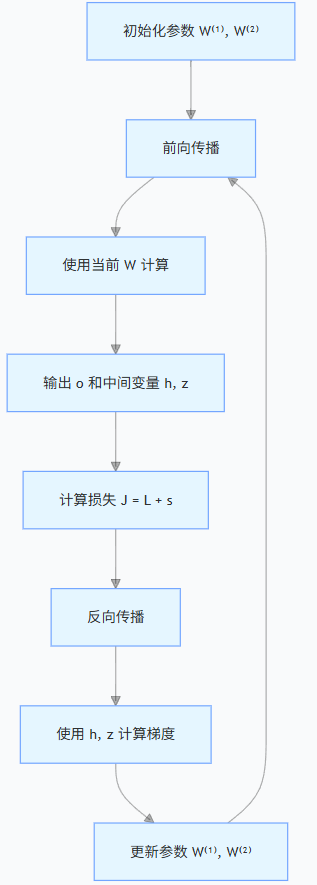 初始化参数 W⁽¹⁾, W⁽²⁾
前向传播
使用当前 W 计算
输出 o 和中间变量 h, z
计算损失 J = L + s
反向传播
使用 h, z 计算梯度
更新参数 W⁽¹⁾, W⁽²⁾